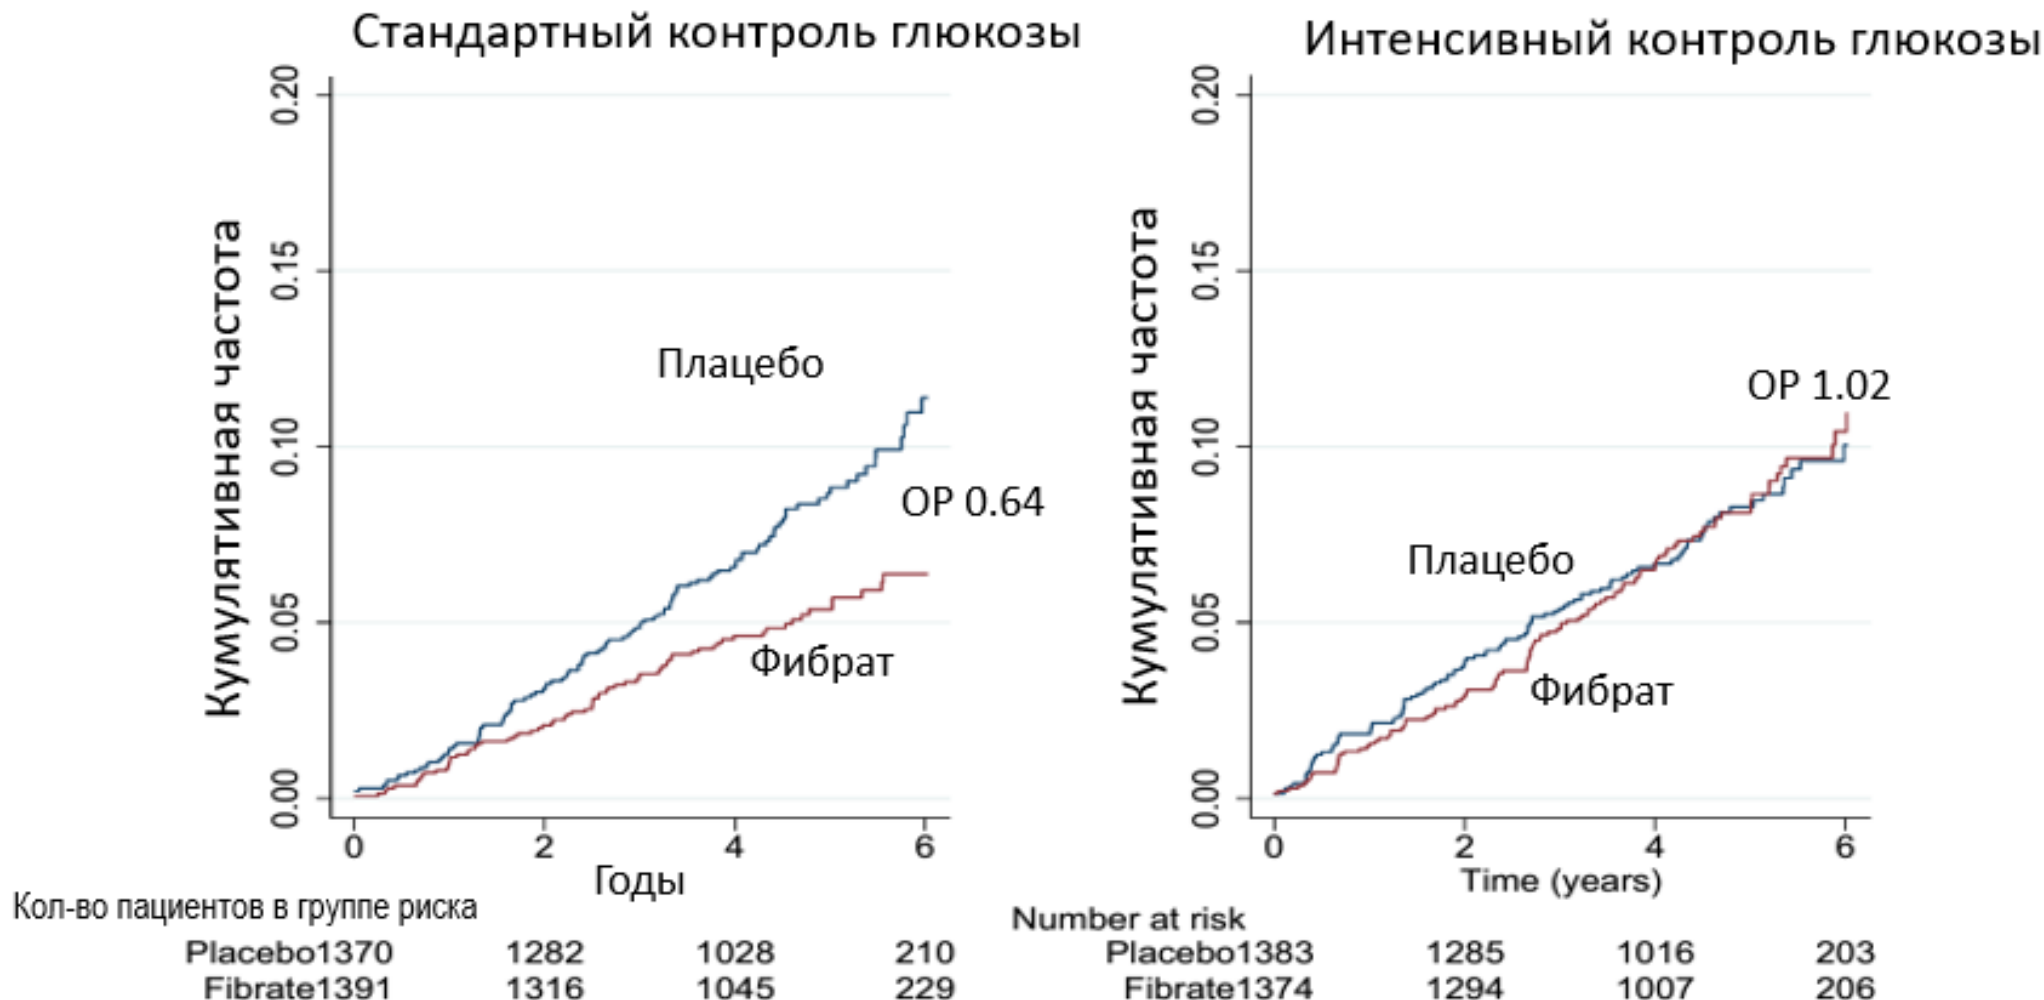 Стандартный контроль глюкозы
Кумулятивная частота
0.20
0.15
0.10
0.05
0.00
Плацебо
ОР 0.64
Фибрат
0 2 4 6
Годы
Кол-во пациентов в группе риска
Placebo1370 1282 1028 210
Fibrate1391 1316 1045 229
Интенсивный контроль глюкозы
Кумулятивная частота
0.20
0.15
0.10
0.05
0.00
ОР 1.02
Плацебо
Фибрат
0 2 4 6
Time (years)
Number at risk
Placebo1383 1285 1016 203
Fibrate1374 1294 1007 206